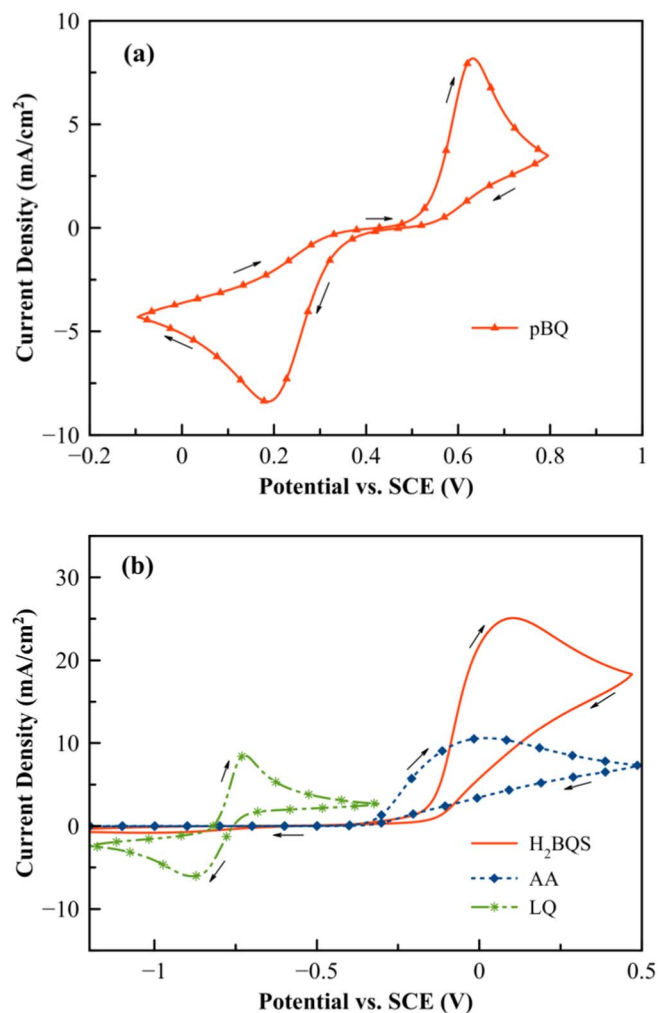 (a)
10
5
0
−5
−10
Current Density (mA/cm²)
pBQ
−0.2 0 0.2 0.4 0.6 0.8 1
Potential vs. SCE (V)
(b)
30
20
10
0
−10
Current Density (mA/cm²)
H₂BQS
AA
LQ
−1 −0.5 0 0.5
Potential vs. SCE (V)